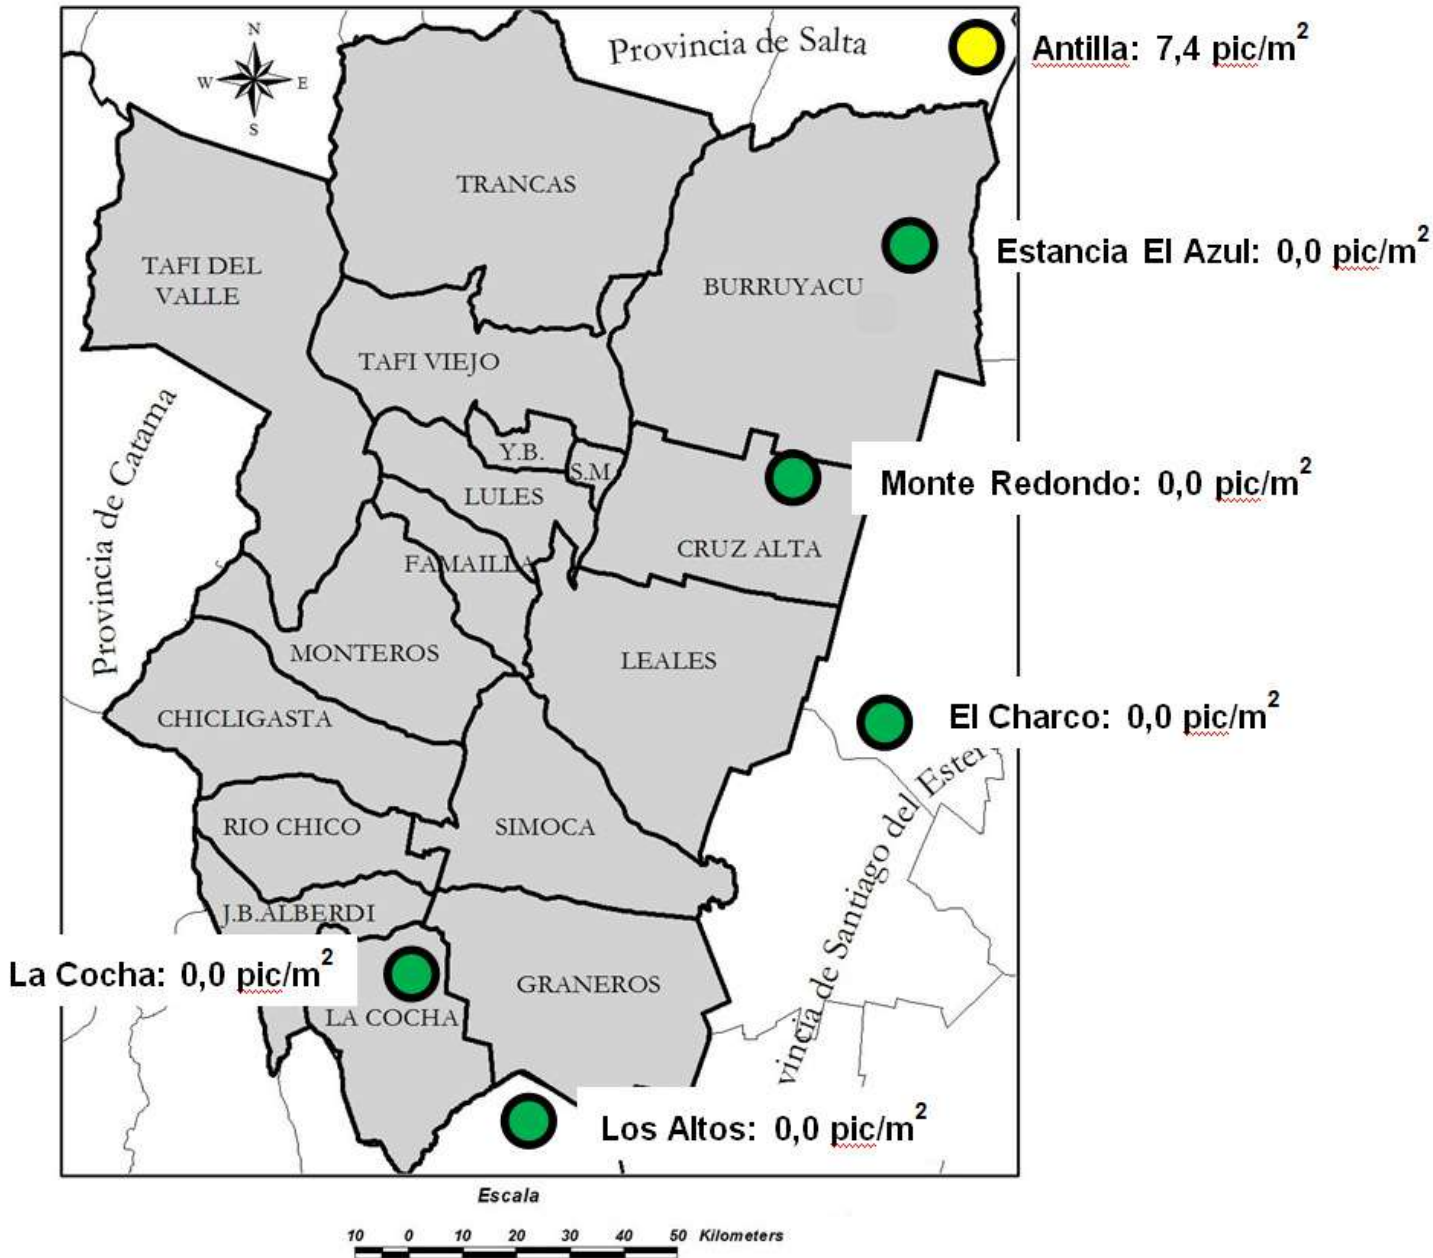 N
W E
S
Provincia de Salta
Antilla: 7,4 pic/m²
TRANCAS
TAFI DEL
VALLE
Estancia El Azul: 0,0 pic/m²
BURRUYACU
TAFI VIEJO
Provincia de Catama
Y.B.
S.M
LULES
Monte Redondo: 0,0 pic/m²
CRUZ ALTA
FAMAILLA
MONTEROS
LEALES
CHICLIGASTA
El Charco: 0,0 pic/m²
vincia de Santiago del Ester
RIO CHICO
SIMOCA
J.B.ALBERDI
La Cocha: 0,0 pic/m²
GRANEROS
LA COCHA
Los Altos: 0,0 pic/m²
Escala
10 0 10 20 30 40 50 Kilometers